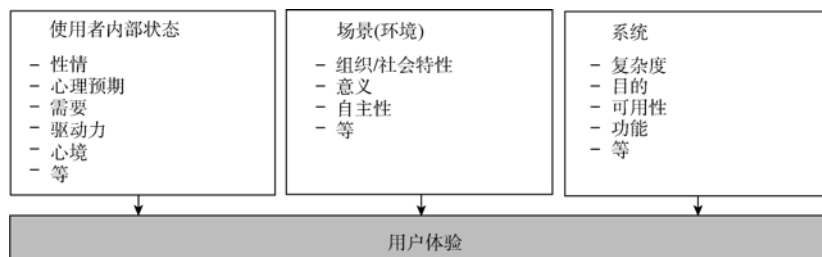 使用者内部状态
– 性情
– 心理预期
– 需要
– 驱动力
– 心境
– 等
场景(环境)
– 组织/社会特性
– 意义
– 自主性
– 等
系统
– 复杂度
– 目的
– 可用性
– 功能
– 等
用户体验